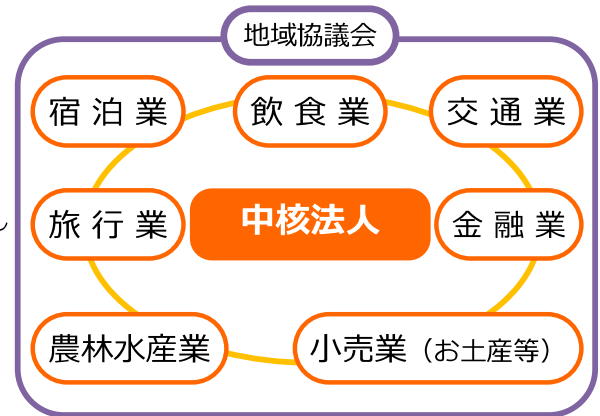 地域協議会
宿泊業
飲食業
交通業
旅行業
中核法人
金融業
農林水産業
小売業（お土産等）